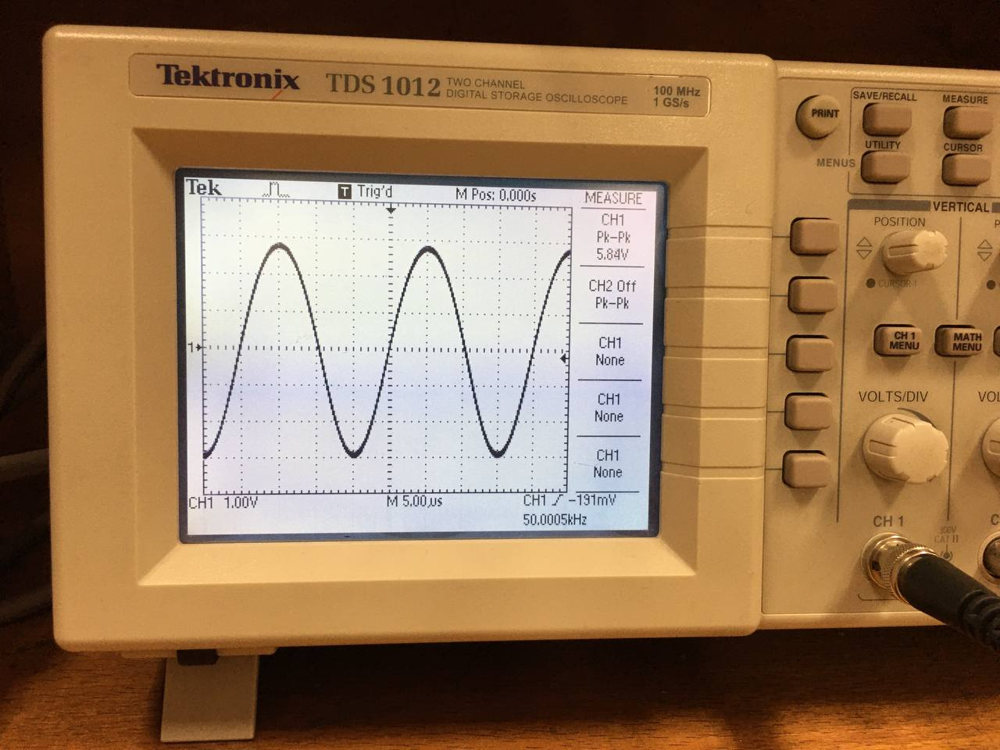 Tektronix TDS 1012 TWO CHANNEL
DIGITAL STORAGE OSCILLOSCOPE
100 MHz
1 GS/s
Tek T Trig'd M Pos: 0.000s
MEASURE
CH1
Pk-Pk
5.84V
CH2 Off
Pk-Pk
CH1
None
CH1
None
CH1
None
1
CH1 1.00V M 5.00µs CH1 -191mV
50.0005kHz
PRINT
SAVE/RECALL MEASURE
UTILITY CURSOR
MENUS
VERTICAL
POSITION
CURSOR 1
CH 1
MENU
MATH
MENU
VOLTS/DIV
CH 1
300V
CAT II